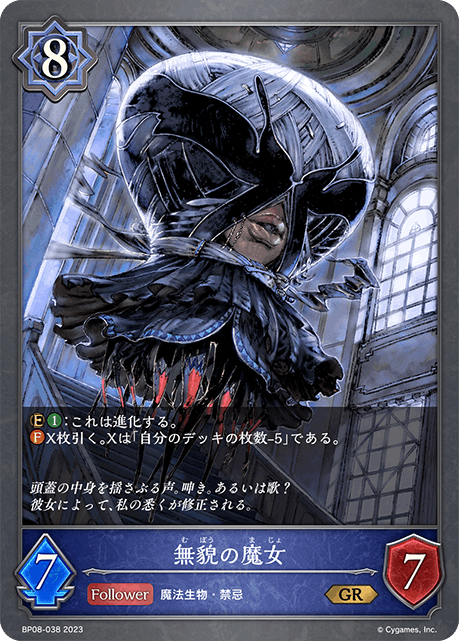 8
E 1：これは進化する。
F X枚引く。Xは「自分のデッキの枚数-5」である。
頭蓋の中身を揺さぶる声。呻き。あるいは歌？
彼女によって、私の悉くが修正される。
むぼう まじょ
無貌の魔女
7
Follower 魔法生物・禁忌 GR
7
BP08-038 2023
© Cygames, Inc.